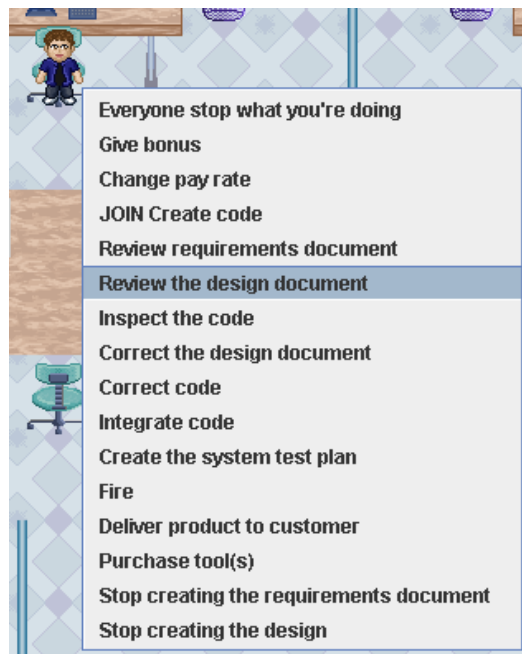 Everyone stop what you're doing
Give bonus
Change pay rate
JOIN Create code
Review requirements document
Review the design document
Inspect the code
Correct the design document
Correct code
Integrate code
Create the system test plan
Fire
Deliver product to customer
Purchase tool(s)
Stop creating the requirements document
Stop creating the design